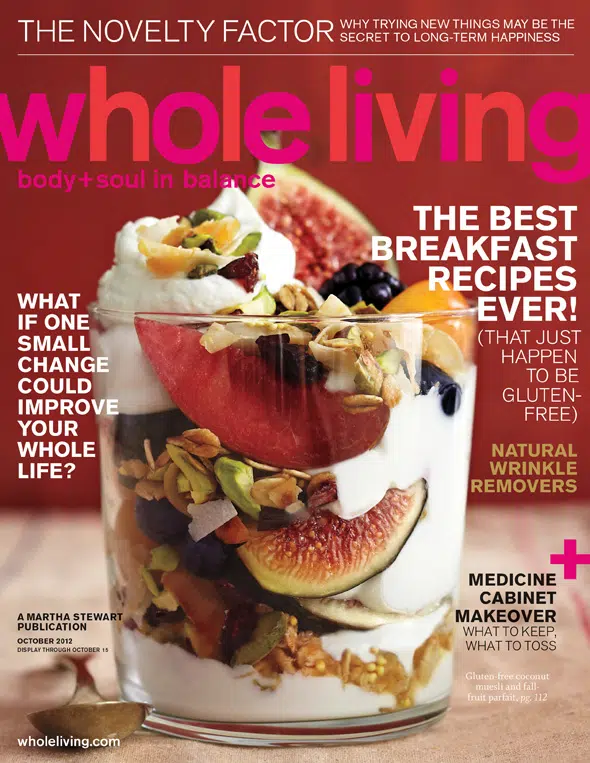 THE NOVELTY FACTOR
WHY TRYING NEW THINGS MAY BE THE
SECRET TO LONG-TERM HAPPINESS
whole living
body+soul in balance
THE BEST
BREAKFAST
RECIPES
EVER!
(THAT JUST
HAPPEN
TO BE
GLUTEN-
FREE)
WHAT
IF ONE
SMALL
CHANGE
COULD
IMPROVE
YOUR
WHOLE
LIFE?
NATURAL
WRINKLE
REMOVERS
+
MEDICINE
CABINET
MAKEOVER
WHAT TO KEEP,
WHAT TO TOSS
A MARTHA STEWART
PUBLICATION
OCTOBER 2012
DISPLAY THROUGH OCTOBER 15
Gluten-free coconut
muesli and fall-
fruit parfait, pg. 112
wholeliving.com